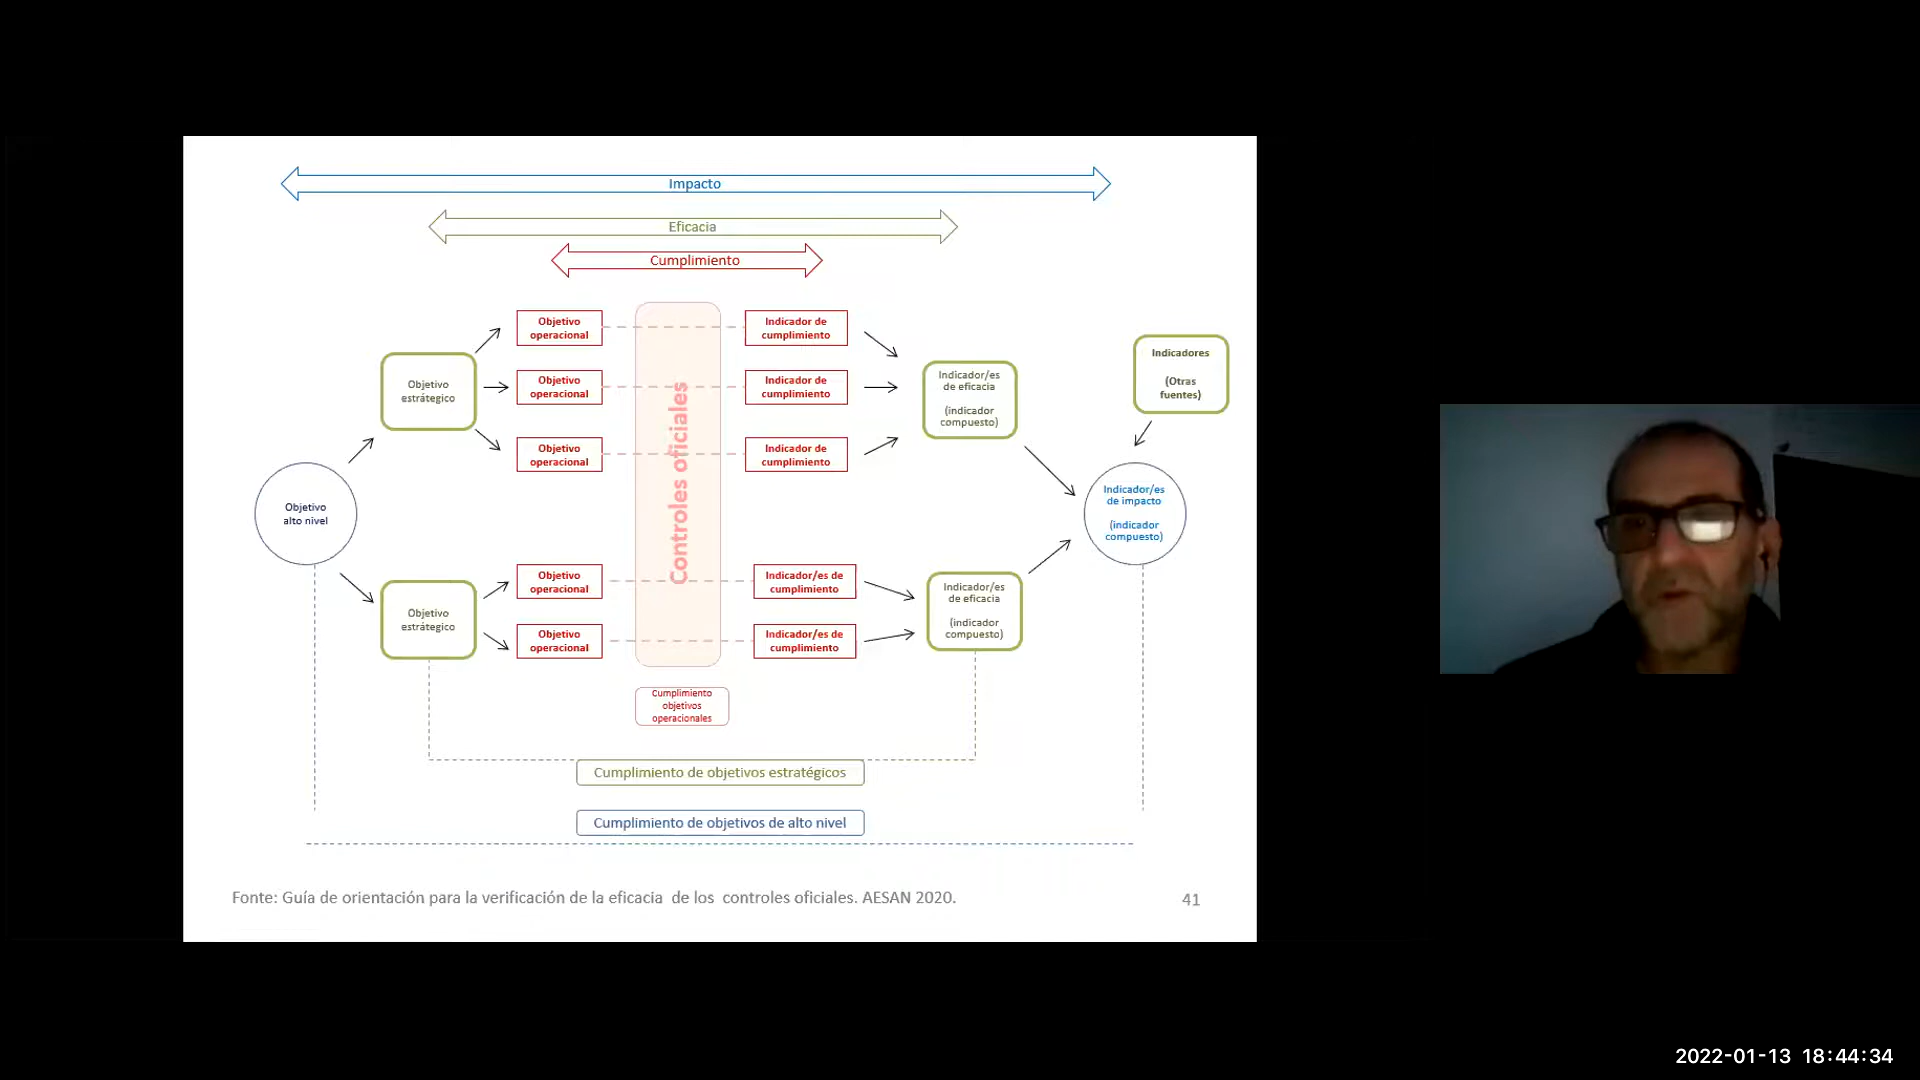 Impacto
Eficacia
Cumplimiento
Objetivo
operacional
Indicador de
cumplimiento
Indicadores
(Otras
fuentes)
Objetivo
estrátegico
Objetivo
operacional
Indicador de
cumplimiento
Indicador/es
de eficacia
(indicador
compuesto)
Objetivo
operacional
Indicador de
cumplimiento
Controles oficiales
Objetivo
alto nivel
Indicador/es
de impacto
(indicador
compuesto)
Objetivo
operacional
Indicador/es de
cumplimiento
Objetivo
estrátegico
Indicador/es
de eficacia
(indicador
compuesto)
Objetivo
operacional
Indicador/es de
cumplimiento
Cumplimiento
objetivos
operacionales
Cumplimiento de objetivos estratégicos
Cumplimiento de objetivos de alto nivel
Fonte: Guía de orientación para la verificación de la eficacia de los controles oficiales. AESAN 2020.
41
2022-01-13 18:44:34